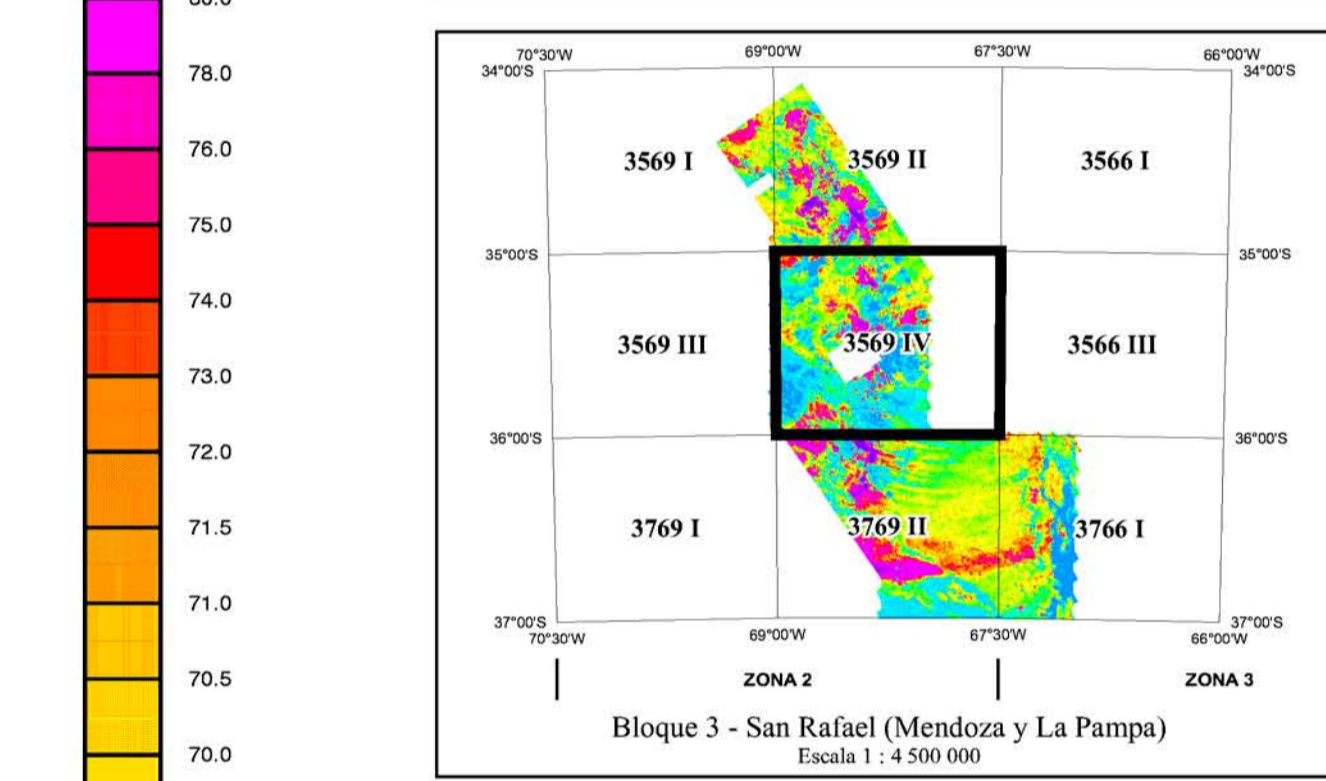 80.0
78.0
76.0
75.0
74.0
73.0
72.0
71.5
71.0
70.5
70.0
70°30'W 69°00'W 67°30'W 66°00'W
34°00'S 34°00'S
3569 I 3569 II 3566 I
35°00'S 35°00'S
3569 III 3569 IV 3566 III
36°00'S 36°00'S
3769 I 3769 II 3766 I
37°00'S 37°00'S
70°30'W 69°00'W 67°30'W 66°00'W
ZONA 2 ZONA 3
Bloque 3 - San Rafael (Mendoza y La Pampa)
Escala 1 : 4 500 000